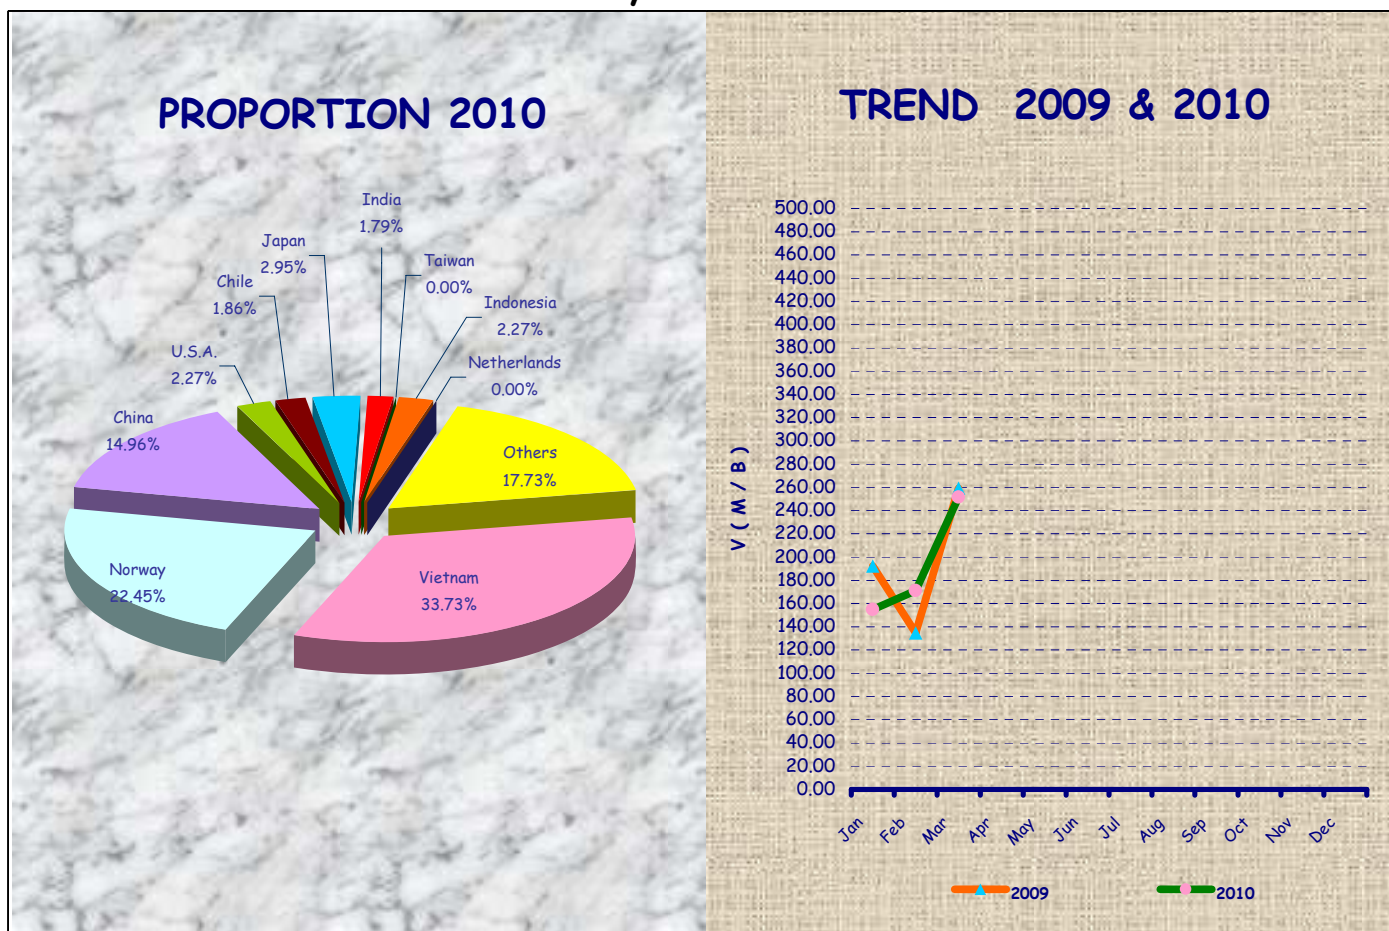 PROPORTION 2010
India
1.79%
Japan
2.95%
Taiwan
0.00%
Chile
1.86%
Indonesia
2.27%
U.S.A.
2.27%
Netherlands
0.00%
China
14.96%
Others
17.73%
Norway
22.45%
Vietnam
33.73%
TREND 2009 & 2010
500.00
480.00
460.00
440.00
420.00
400.00
380.00
360.00
340.00
320.00
300.00
280.00
260.00
240.00
220.00
200.00
180.00
160.00
140.00
120.00
100.00
80.00
60.00
40.00
20.00
0.00
V ( M / B )
Jan
Feb
Mar
Apr
May
Jun
Jul
Aug
Sep
Oct
Nov
Dec
2009
2010